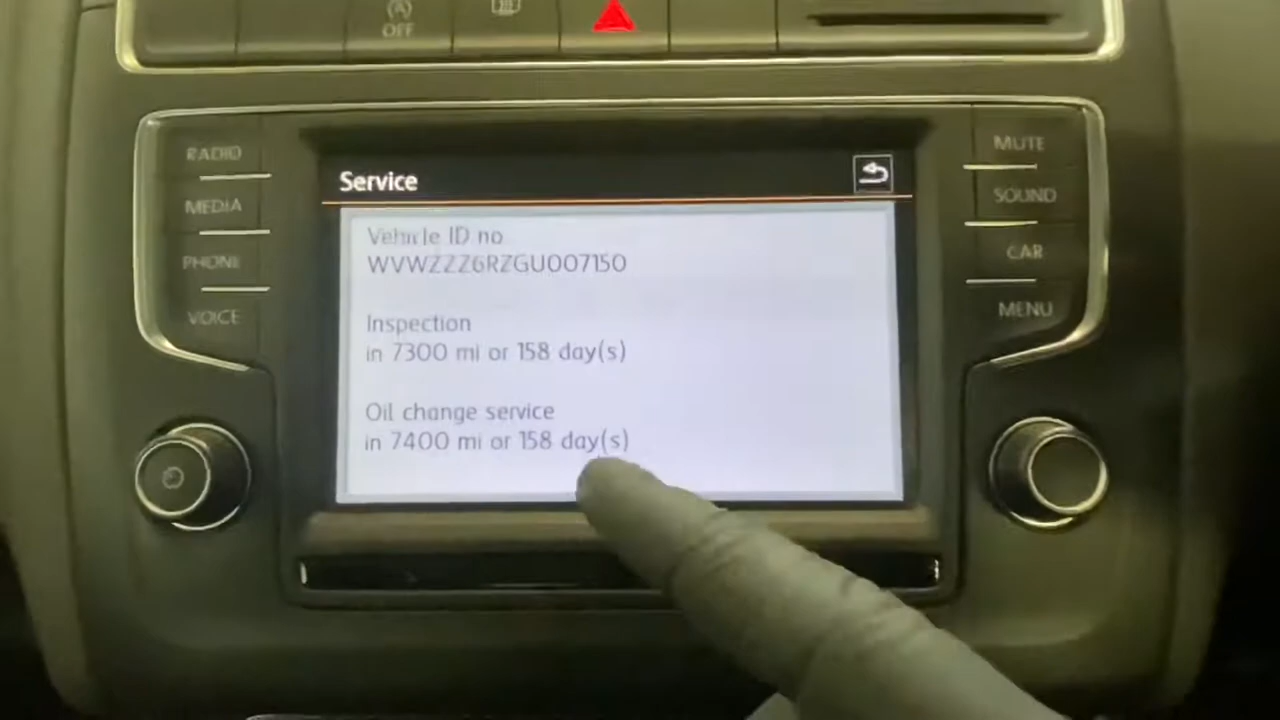 OFF
RADIO
MEDIA
PHONE
VOICE
MUTE
SOUND
CAR
MENU
Service
Vehicle ID no
WVWZZZ6RZGU007150
Inspection
in 7300 mi or 158 day(s)
Oil change service
in 7400 mi or 158 day(s)